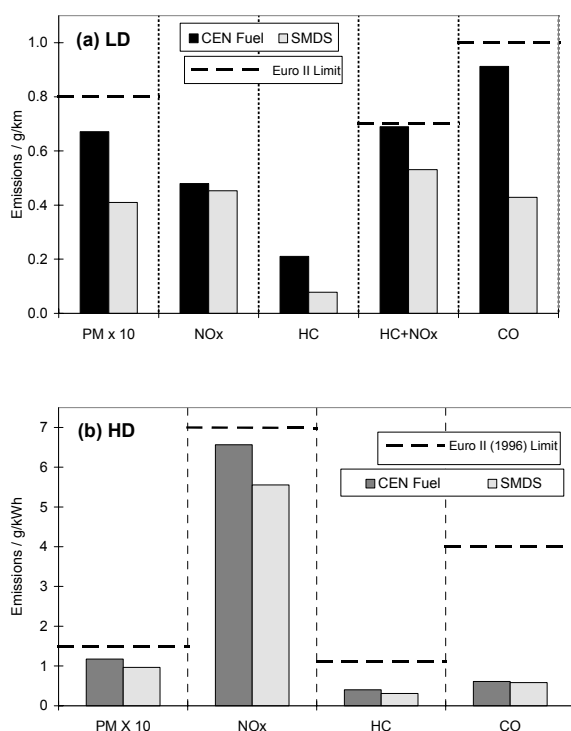 (a) LD
CEN Fuel SMDS
Euro II Limit
Emissions / g/km
1.0
0.8
0.6
0.4
0.2
0.0
PM x 10 NOx HC HC+NOx CO
(b) HD
Euro II (1996) Limit
CEN Fuel SMDS
Emissions / g/kWh
7
6
5
4
3
2
1
0
PM X 10 NOx HC CO